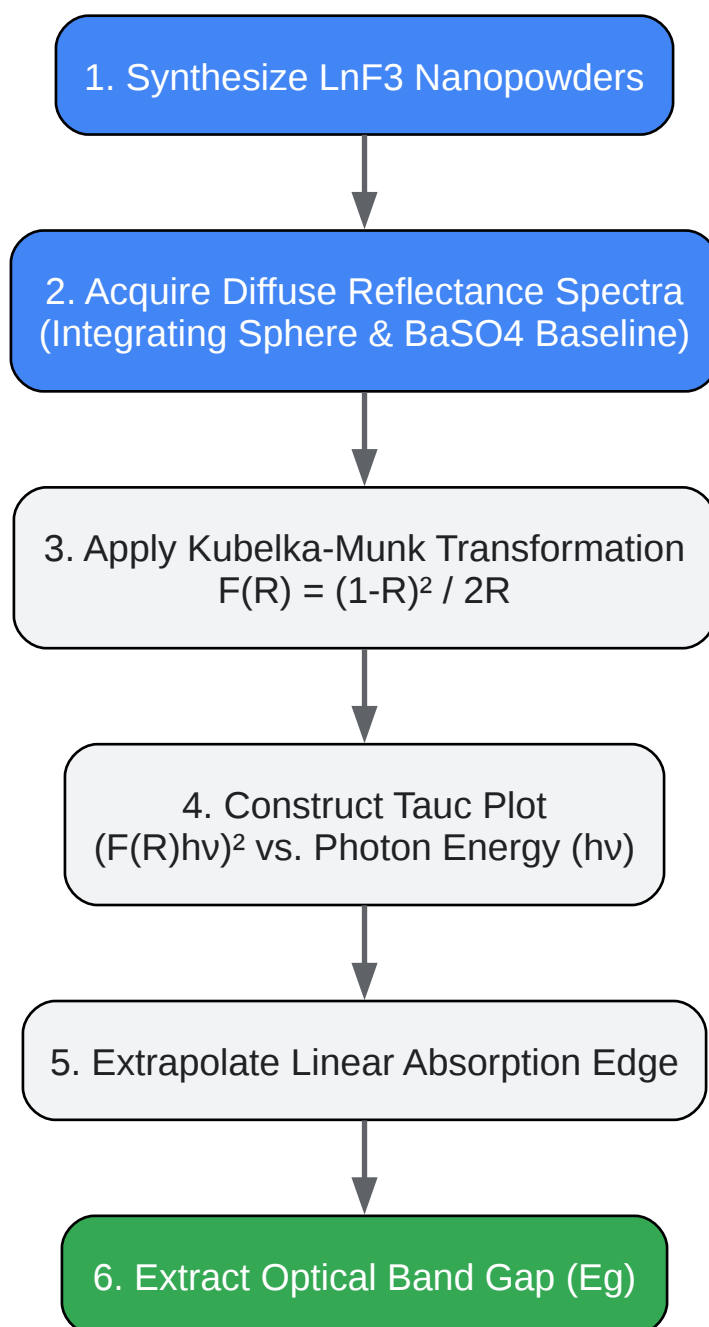 1. Synthesize LnF3 Nanopowders
2. Acquire Diffuse Reflectance Spectra
(Integrating Sphere & BaSO4 Baseline)
3. Apply Kubelka-Munk Transformation
F(R) = (1-R)² / 2R
4. Construct Tauc Plot
(F(R)hν)² vs. Photon Energy (hν)
5. Extrapolate Linear Absorption Edge
6. Extract Optical Band Gap (Eg)